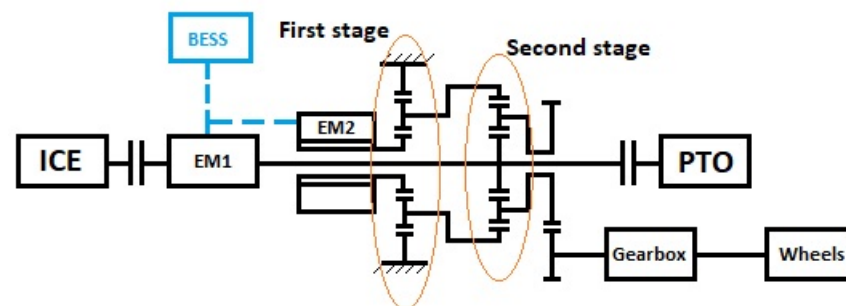 BESS
First stage
Second stage
EM2
ICE
EM1
PTO
Gearbox
Wheels